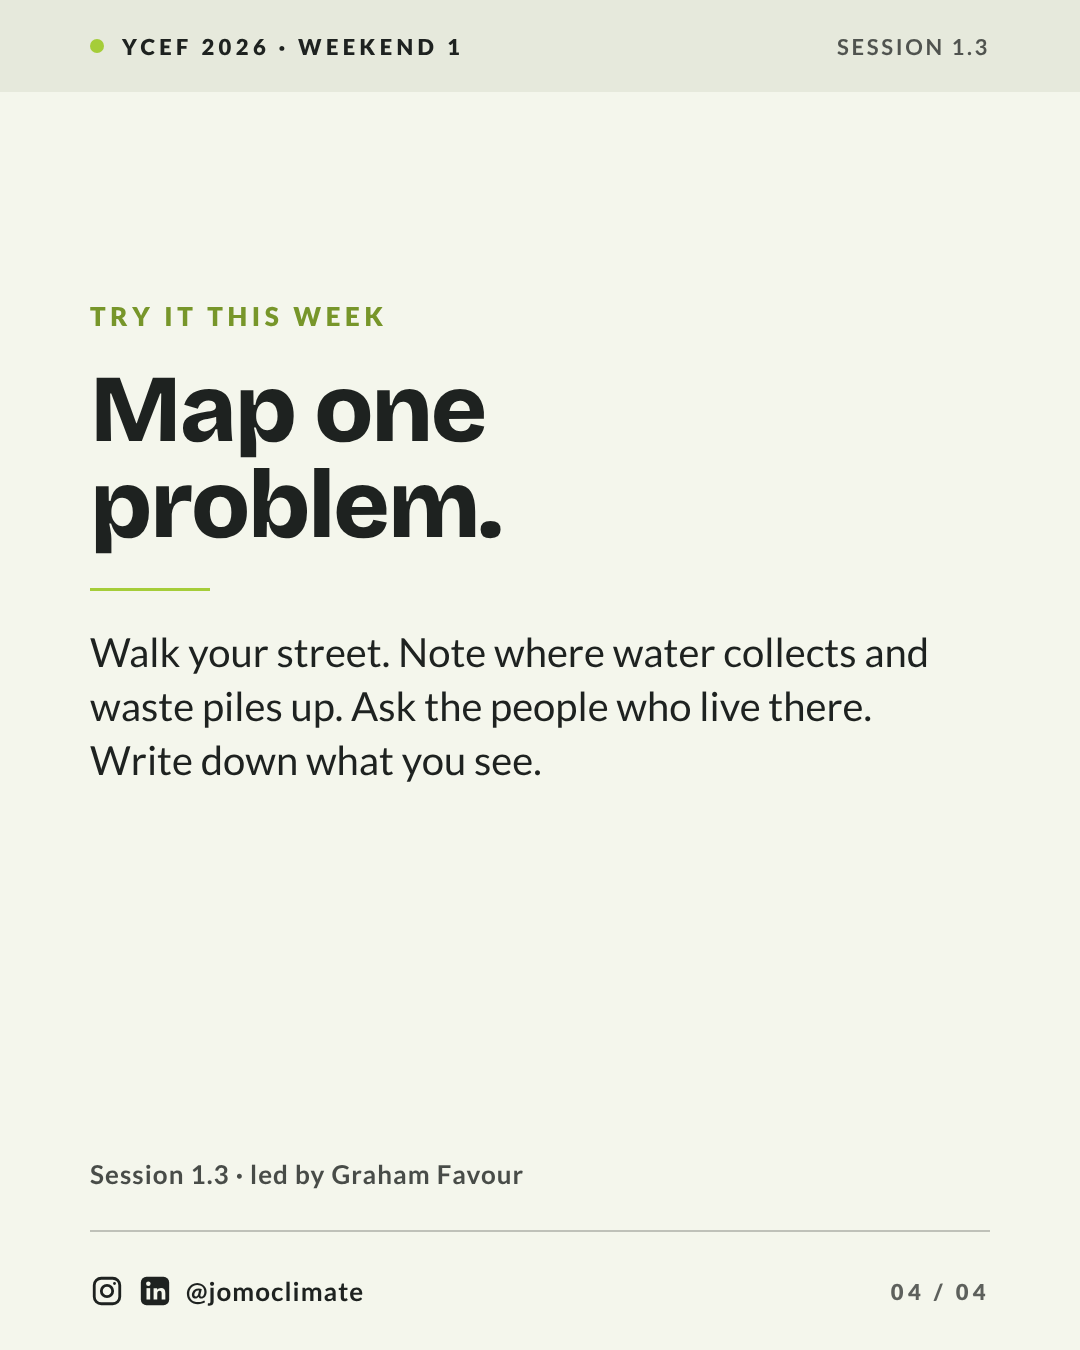 YCEF 2026 · WEEKEND 1
SESSION 1.3
TRY IT THIS WEEK
Map one
problem.
Walk your street. Note where water collects and
waste piles up. Ask the people who live there.
Write down what you see.
Session 1.3 · led by Graham Favour
in @jomoclimate
04 / 04